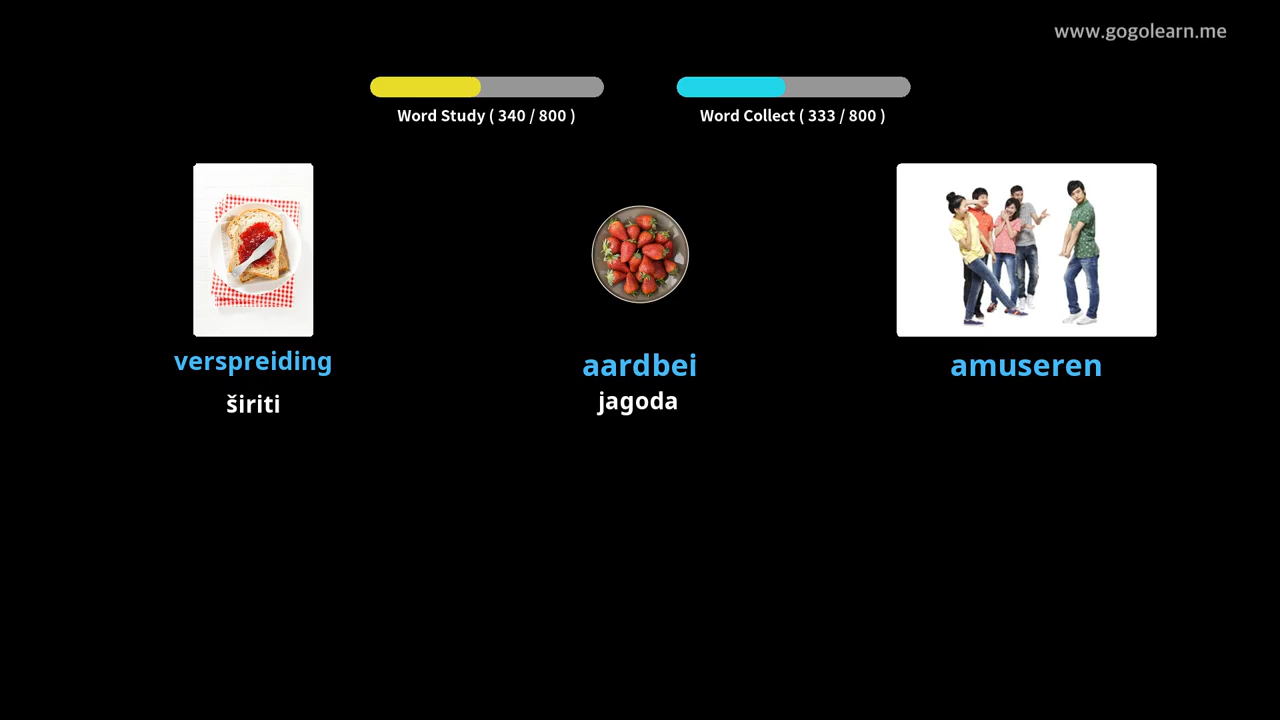 www.gogolearn.me
Word Study ( 340 / 800 )
Word Collect ( 333 / 800 )
verspreiding
širiti
aardbei
jagoda
amuseren